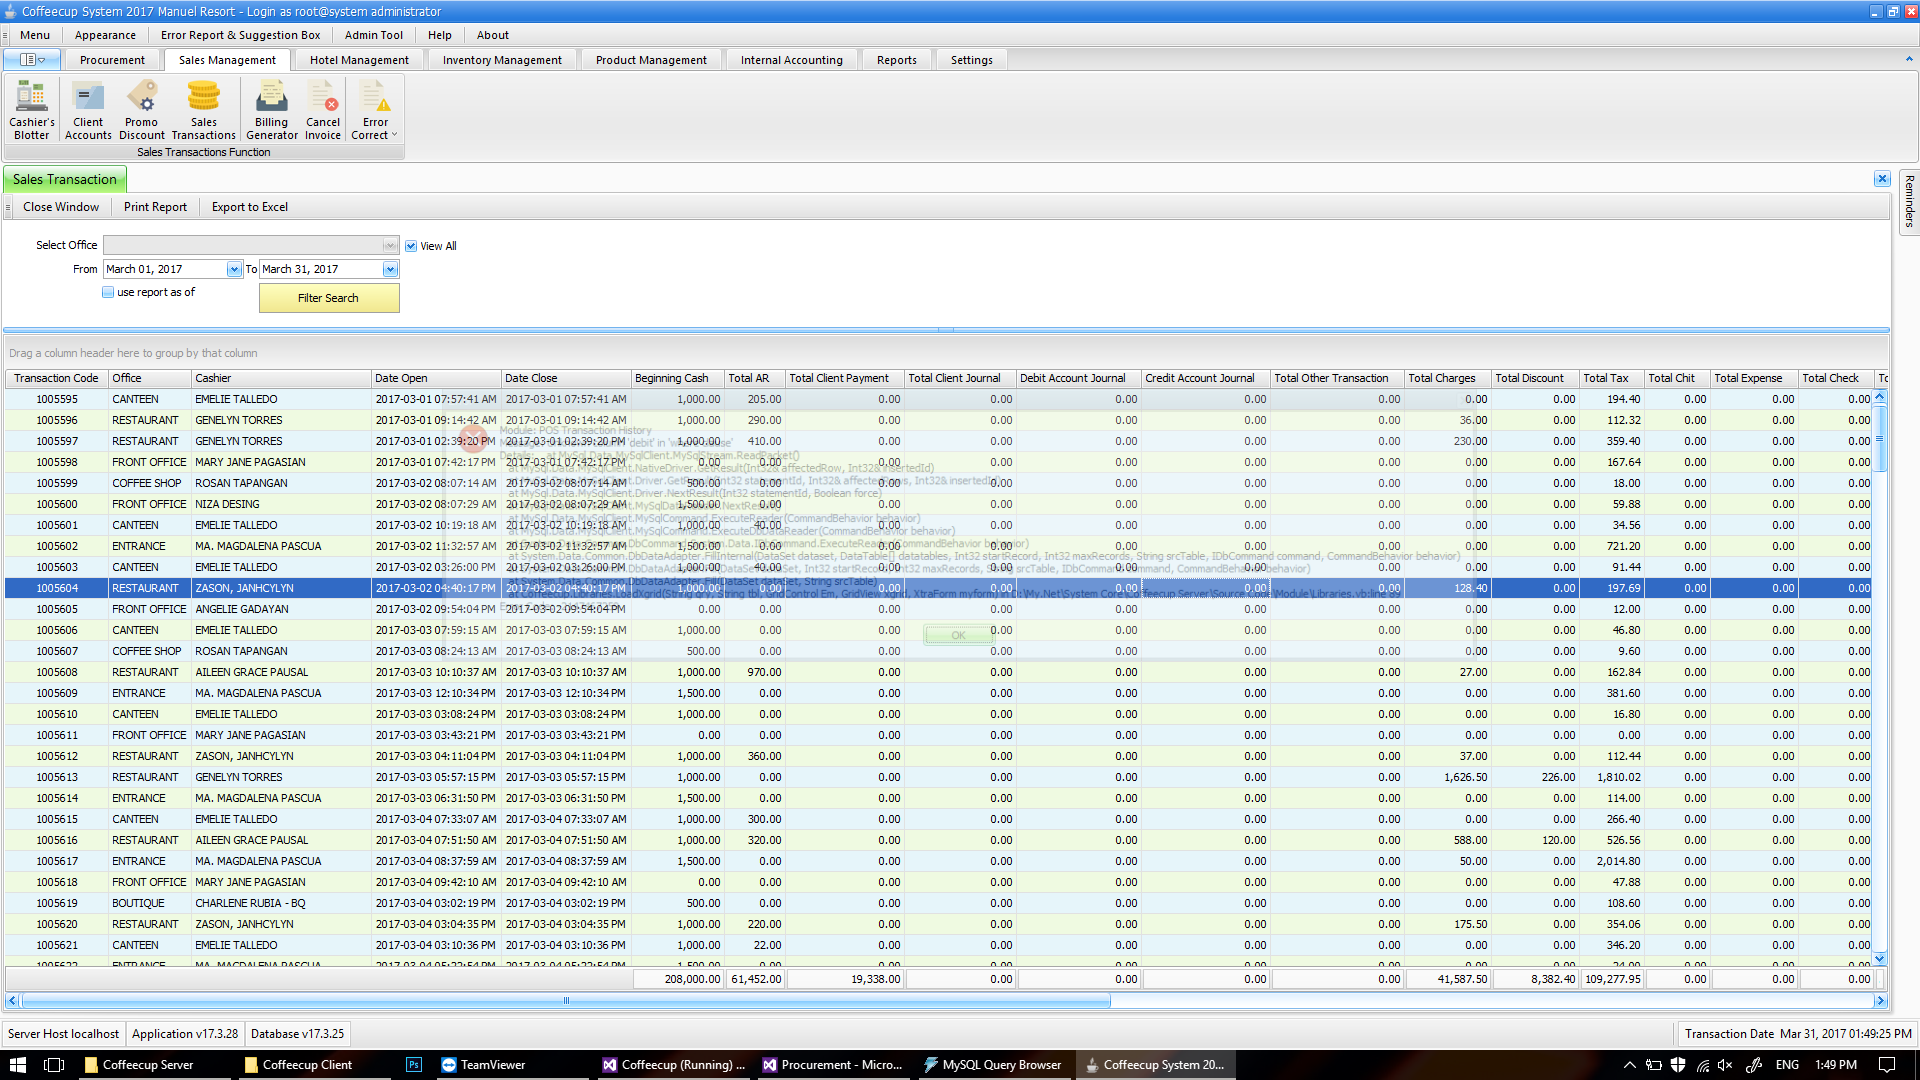 Coffeecup System 2017 Manuel Resort - Login as root@system administrator
Menu Appearance Error Report & Suggestion Box Admin Tool Help About
Procurement Sales Management Hotel Management Inventory Management Product Management Internal Accounting Reports Settings
Cashier's Blotter Client Accounts Promo Discount Sales Transactions Billing Generator Cancel Invoice Error Correct
Sales Transactions Function
Sales Transaction
Reminders
Close Window Print Report Export to Excel
Select Office View All
From March 01, 2017 To March 31, 2017
use report as of Filter Search
Drag a column header here to group by that column
Transaction Code Office Cashier Date Open Date Close Beginning Cash Total AR Total Client Payment Total Client Journal Debit Account Journal Credit Account Journal Total Other Transaction Total Charges Total Discount Total Tax Total Chit Total Expense Total Check To
1005595 CANTEEN EMELIE TALLEDO 2017-03-01 07:57:41 AM 2017-03-01 07:57:41 AM 1,000.00 205.00 0.00 0.00 0.00 0.00 0.00 0.00 0.00 194.40 0.00 0.00 0.00
1005596 RESTAURANT GENELYN TORRES 2017-03-01 09:14:42 AM 2017-03-01 09:14:42 AM 1,000.00 290.00 0.00 0.00 0.00 0.00 0.00 36.00 0.00 112.32 0.00 0.00 0.00
Module: POS Transaction History
1005597 RESTAURANT GENELYN TORRES 2017-03-01 02:39:20 PM 2017-03-01 02:39:20 PM 1,000.00 410.00 0.00 0.00 0.00 0.00 0.00 230.00 0.00 359.40 0.00 0.00 0.00
Details: at MySql.Data.MySqlClient.MySqlStream.ReadPacket()
1005598 FRONT OFFICE MARY JANE PAGASIAN 2017-03-01 07:42:17 PM 2017-03-01 07:42:17 PM 0.00 0.00 0.00 0.00 0.00 0.00 0.00 0.00 0.00 167.64 0.00 0.00 0.00
at MySql.Data.MySqlClient.NativeDriver.GetResult(Int32& affectedRow, Int32& insertedId)
1005599 COFFEE SHOP ROSAN TAPANGAN 2017-03-02 08:07:14 AM 2017-03-02 08:07:14 AM 500.00 0.00 0.00 0.00 0.00 0.00 0.00 0.00 0.00 18.00 0.00 0.00 0.00
at MySql.Data.MySqlClient.Driver.NextResult(Int32 statementId, Boolean force)
1005600 FRONT OFFICE NIZA DESING 2017-03-02 08:07:29 AM 2017-03-02 08:07:29 AM 1,500.00 0.00 0.00 0.00 0.00 0.00 0.00 0.00 0.00 59.88 0.00 0.00 0.00
at MySql.Data.MySqlClient.MySqlCommand.ExecuteReader(CommandBehavior behavior)
1005601 CANTEEN EMELIE TALLEDO 2017-03-02 10:19:18 AM 2017-03-02 10:19:18 AM 1,000.00 40.00 0.00 0.00 0.00 0.00 0.00 0.00 0.00 34.56 0.00 0.00 0.00
at MySql.Data.MySqlClient.MySqlCommand.ExecuteDbDataReader(CommandBehavior behavior)
1005602 ENTRANCE MA. MAGDALENA PASCUA 2017-03-02 11:32:57 AM 2017-03-02 11:32:57 AM 1,500.00 0.00 0.00 0.00 0.00 0.00 0.00 0.00 0.00 721.20 0.00 0.00 0.00
at System.Data.Common.DbDataAdapter.FillInternal(DataSet dataset, DataTable[] datatables, Int32 startRecord, Int32 maxRecords, String srcTable, IDbCommand command, CommandBehavior behavior)
1005603 CANTEEN EMELIE TALLEDO 2017-03-02 03:26:00 PM 2017-03-02 03:26:00 PM 1,000.00 40.00 0.00 0.00 0.00 0.00 0.00 0.00 0.00 91.44 0.00 0.00 0.00
at System.Data.Common.DbDataAdapter.Fill(DataSet dataSet, String srcTable)
1005604 RESTAURANT ZASON, JANHCYLYN 2017-03-02 04:40:17 PM 2017-03-02 04:40:17 PM 1,000.00 0.00 0.00 0.00 0.00 0.00 0.00 128.40 0.00 197.69 0.00 0.00 0.00
1005605 FRONT OFFICE ANGELIE GADAYAN 2017-03-02 09:54:04 PM 2017-03-02 09:54:04 PM 0.00 0.00 0.00 0.00 0.00 0.00 0.00 0.00 0.00 12.00 0.00 0.00 0.00
1005606 CANTEEN EMELIE TALLEDO 2017-03-03 07:59:15 AM 2017-03-03 07:59:15 AM 1,000.00 0.00 0.00 0.00 0.00 0.00 0.00 0.00 0.00 46.80 0.00 0.00 0.00
OK
1005607 COFFEE SHOP ROSAN TAPANGAN 2017-03-03 08:24:13 AM 2017-03-03 08:24:13 AM 500.00 0.00 0.00 0.00 0.00 0.00 0.00 0.00 0.00 9.60 0.00 0.00 0.00
1005608 RESTAURANT AILEEN GRACE PAUSAL 2017-03-03 10:10:37 AM 2017-03-03 10:10:37 AM 1,000.00 970.00 0.00 0.00 0.00 0.00 0.00 27.00 0.00 162.84 0.00 0.00 0.00
1005609 ENTRANCE MA. MAGDALENA PASCUA 2017-03-03 12:10:34 PM 2017-03-03 12:10:34 PM 1,500.00 0.00 0.00 0.00 0.00 0.00 0.00 0.00 0.00 381.60 0.00 0.00 0.00
1005610 CANTEEN EMELIE TALLEDO 2017-03-03 03:08:24 PM 2017-03-03 03:08:24 PM 1,000.00 0.00 0.00 0.00 0.00 0.00 0.00 0.00 0.00 16.80 0.00 0.00 0.00
1005611 FRONT OFFICE MARY JANE PAGASIAN 2017-03-03 03:43:21 PM 2017-03-03 03:43:21 PM 0.00 0.00 0.00 0.00 0.00 0.00 0.00 0.00 0.00 0.00 0.00 0.00 0.00
1005612 RESTAURANT ZASON, JANHCYLYN 2017-03-03 04:11:04 PM 2017-03-03 04:11:04 PM 1,000.00 360.00 0.00 0.00 0.00 0.00 0.00 37.00 0.00 112.44 0.00 0.00 0.00
1005613 RESTAURANT GENELYN TORRES 2017-03-03 05:57:15 PM 2017-03-03 05:57:15 PM 1,000.00 0.00 0.00 0.00 0.00 0.00 0.00 1,626.50 226.00 1,810.02 0.00 0.00 0.00
1005614 ENTRANCE MA. MAGDALENA PASCUA 2017-03-03 06:31:50 PM 2017-03-03 06:31:50 PM 1,500.00 0.00 0.00 0.00 0.00 0.00 0.00 0.00 0.00 114.00 0.00 0.00 0.00
1005615 CANTEEN EMELIE TALLEDO 2017-03-04 07:33:07 AM 2017-03-04 07:33:07 AM 1,000.00 300.00 0.00 0.00 0.00 0.00 0.00 0.00 0.00 266.40 0.00 0.00 0.00
1005616 RESTAURANT AILEEN GRACE PAUSAL 2017-03-04 07:51:50 AM 2017-03-04 07:51:50 AM 1,000.00 320.00 0.00 0.00 0.00 0.00 0.00 588.00 120.00 526.56 0.00 0.00 0.00
1005617 ENTRANCE MA. MAGDALENA PASCUA 2017-03-04 08:37:59 AM 2017-03-04 08:37:59 AM 1,500.00 0.00 0.00 0.00 0.00 0.00 0.00 50.00 0.00 2,014.80 0.00 0.00 0.00
1005618 FRONT OFFICE MARY JANE PAGASIAN 2017-03-04 09:42:10 AM 2017-03-04 09:42:10 AM 0.00 0.00 0.00 0.00 0.00 0.00 0.00 0.00 0.00 47.88 0.00 0.00 0.00
1005619 BOUTIQUE CHARLENE RUBIA - BQ 2017-03-04 03:02:19 PM 2017-03-04 03:02:19 PM 500.00 0.00 0.00 0.00 0.00 0.00 0.00 0.00 0.00 108.60 0.00 0.00 0.00
1005620 RESTAURANT ZASON, JANHCYLYN 2017-03-04 03:04:35 PM 2017-03-04 03:04:35 PM 1,000.00 220.00 0.00 0.00 0.00 0.00 0.00 175.50 0.00 354.06 0.00 0.00 0.00
1005621 CANTEEN EMELIE TALLEDO 2017-03-04 03:10:36 PM 2017-03-04 03:10:36 PM 1,000.00 22.00 0.00 0.00 0.00 0.00 0.00 0.00 0.00 346.20 0.00 0.00 0.00
1005622 ENTRANCE MA. MAGDALENA PASCUA
208,000.00 61,452.00 19,338.00 0.00 0.00 0.00 0.00 41,587.50 8,382.40 109,277.95 0.00 0.00 0.00
Server Host localhost Application v17.3.28 Database v17.3.25 Transaction Date Mar 31, 2017 01:49:25 PM
Coffeecup Server Coffeecup Client Ps TeamViewer Coffeecup (Running) ... Procurement - Micro... MySQL Query Browser Coffeecup System 20... ENG 1:49 PM